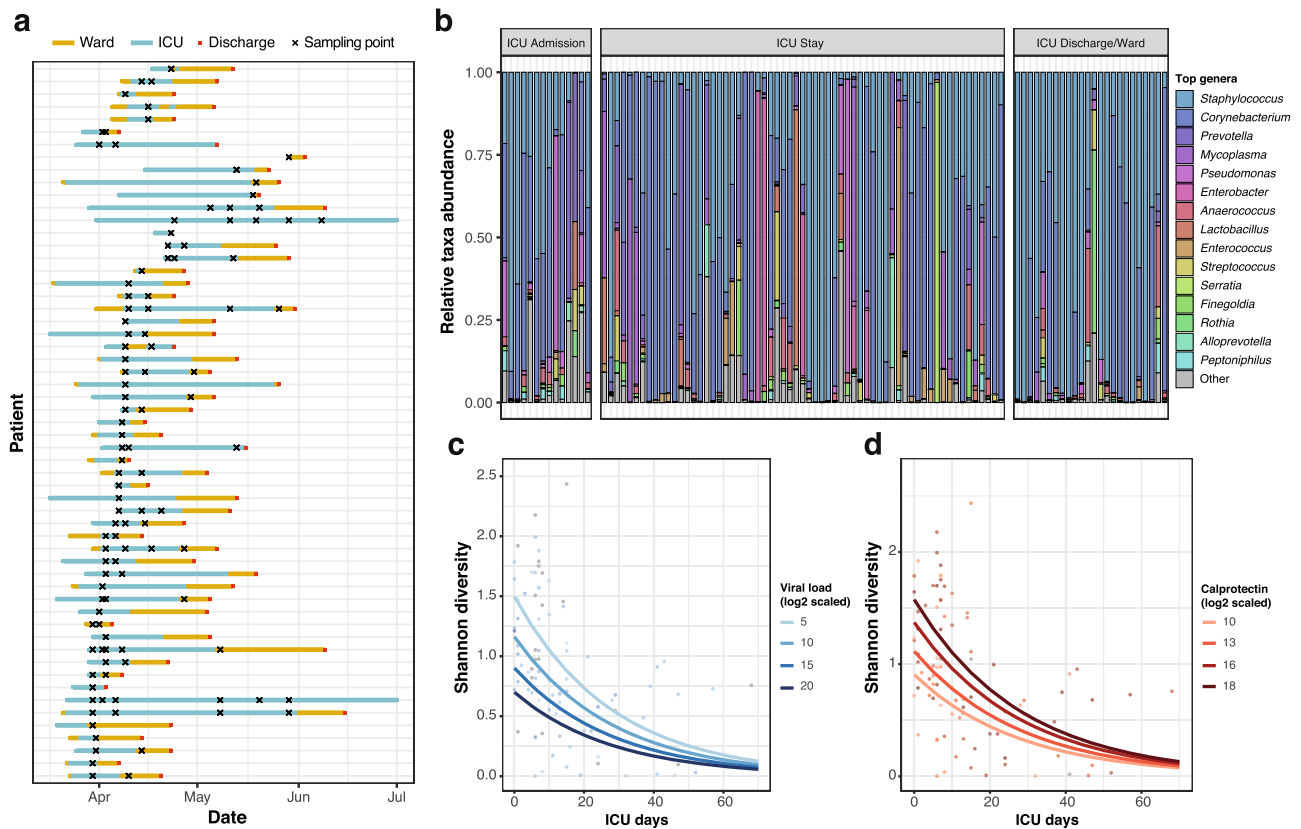 a
Ward
ICU
Discharge
Sampling point
Patient
Apr
May
Jun
Jul
Date
b
ICU Admission
ICU Stay
ICU Discharge/Ward
Relative taxa abundance
1.00
0.75
0.50
0.25
0.00
Top genera
Staphylococcus
Corynebacterium
Prevotella
Mycoplasma
Pseudomonas
Enterobacter
Anaerococcus
Lactobacillus
Enterococcus
Streptococcus
Serratia
Finegoldia
Rothia
Alloprevotella
Peptoniphilus
Other
c
Shannon diversity
2.5
2.0
1.5
1.0
0.5
0.0
0
20
40
60
ICU days
Viral load
(log2 scaled)
5
10
15
20
d
Shannon diversity
2
1
0
0
20
40
60
ICU days
Calprotectin
(log2 scaled)
10
13
16
18